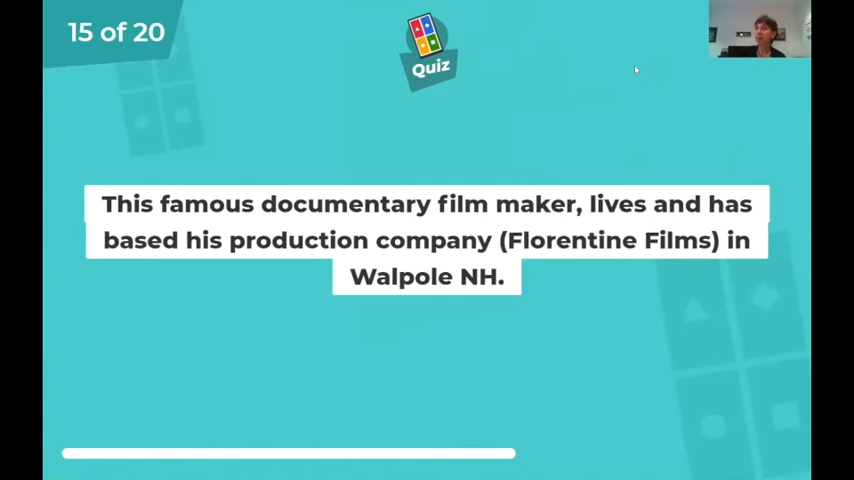 15 of 20
Quiz
This famous documentary film maker, lives and has
based his production company (Florentine Films) in
Walpole NH.